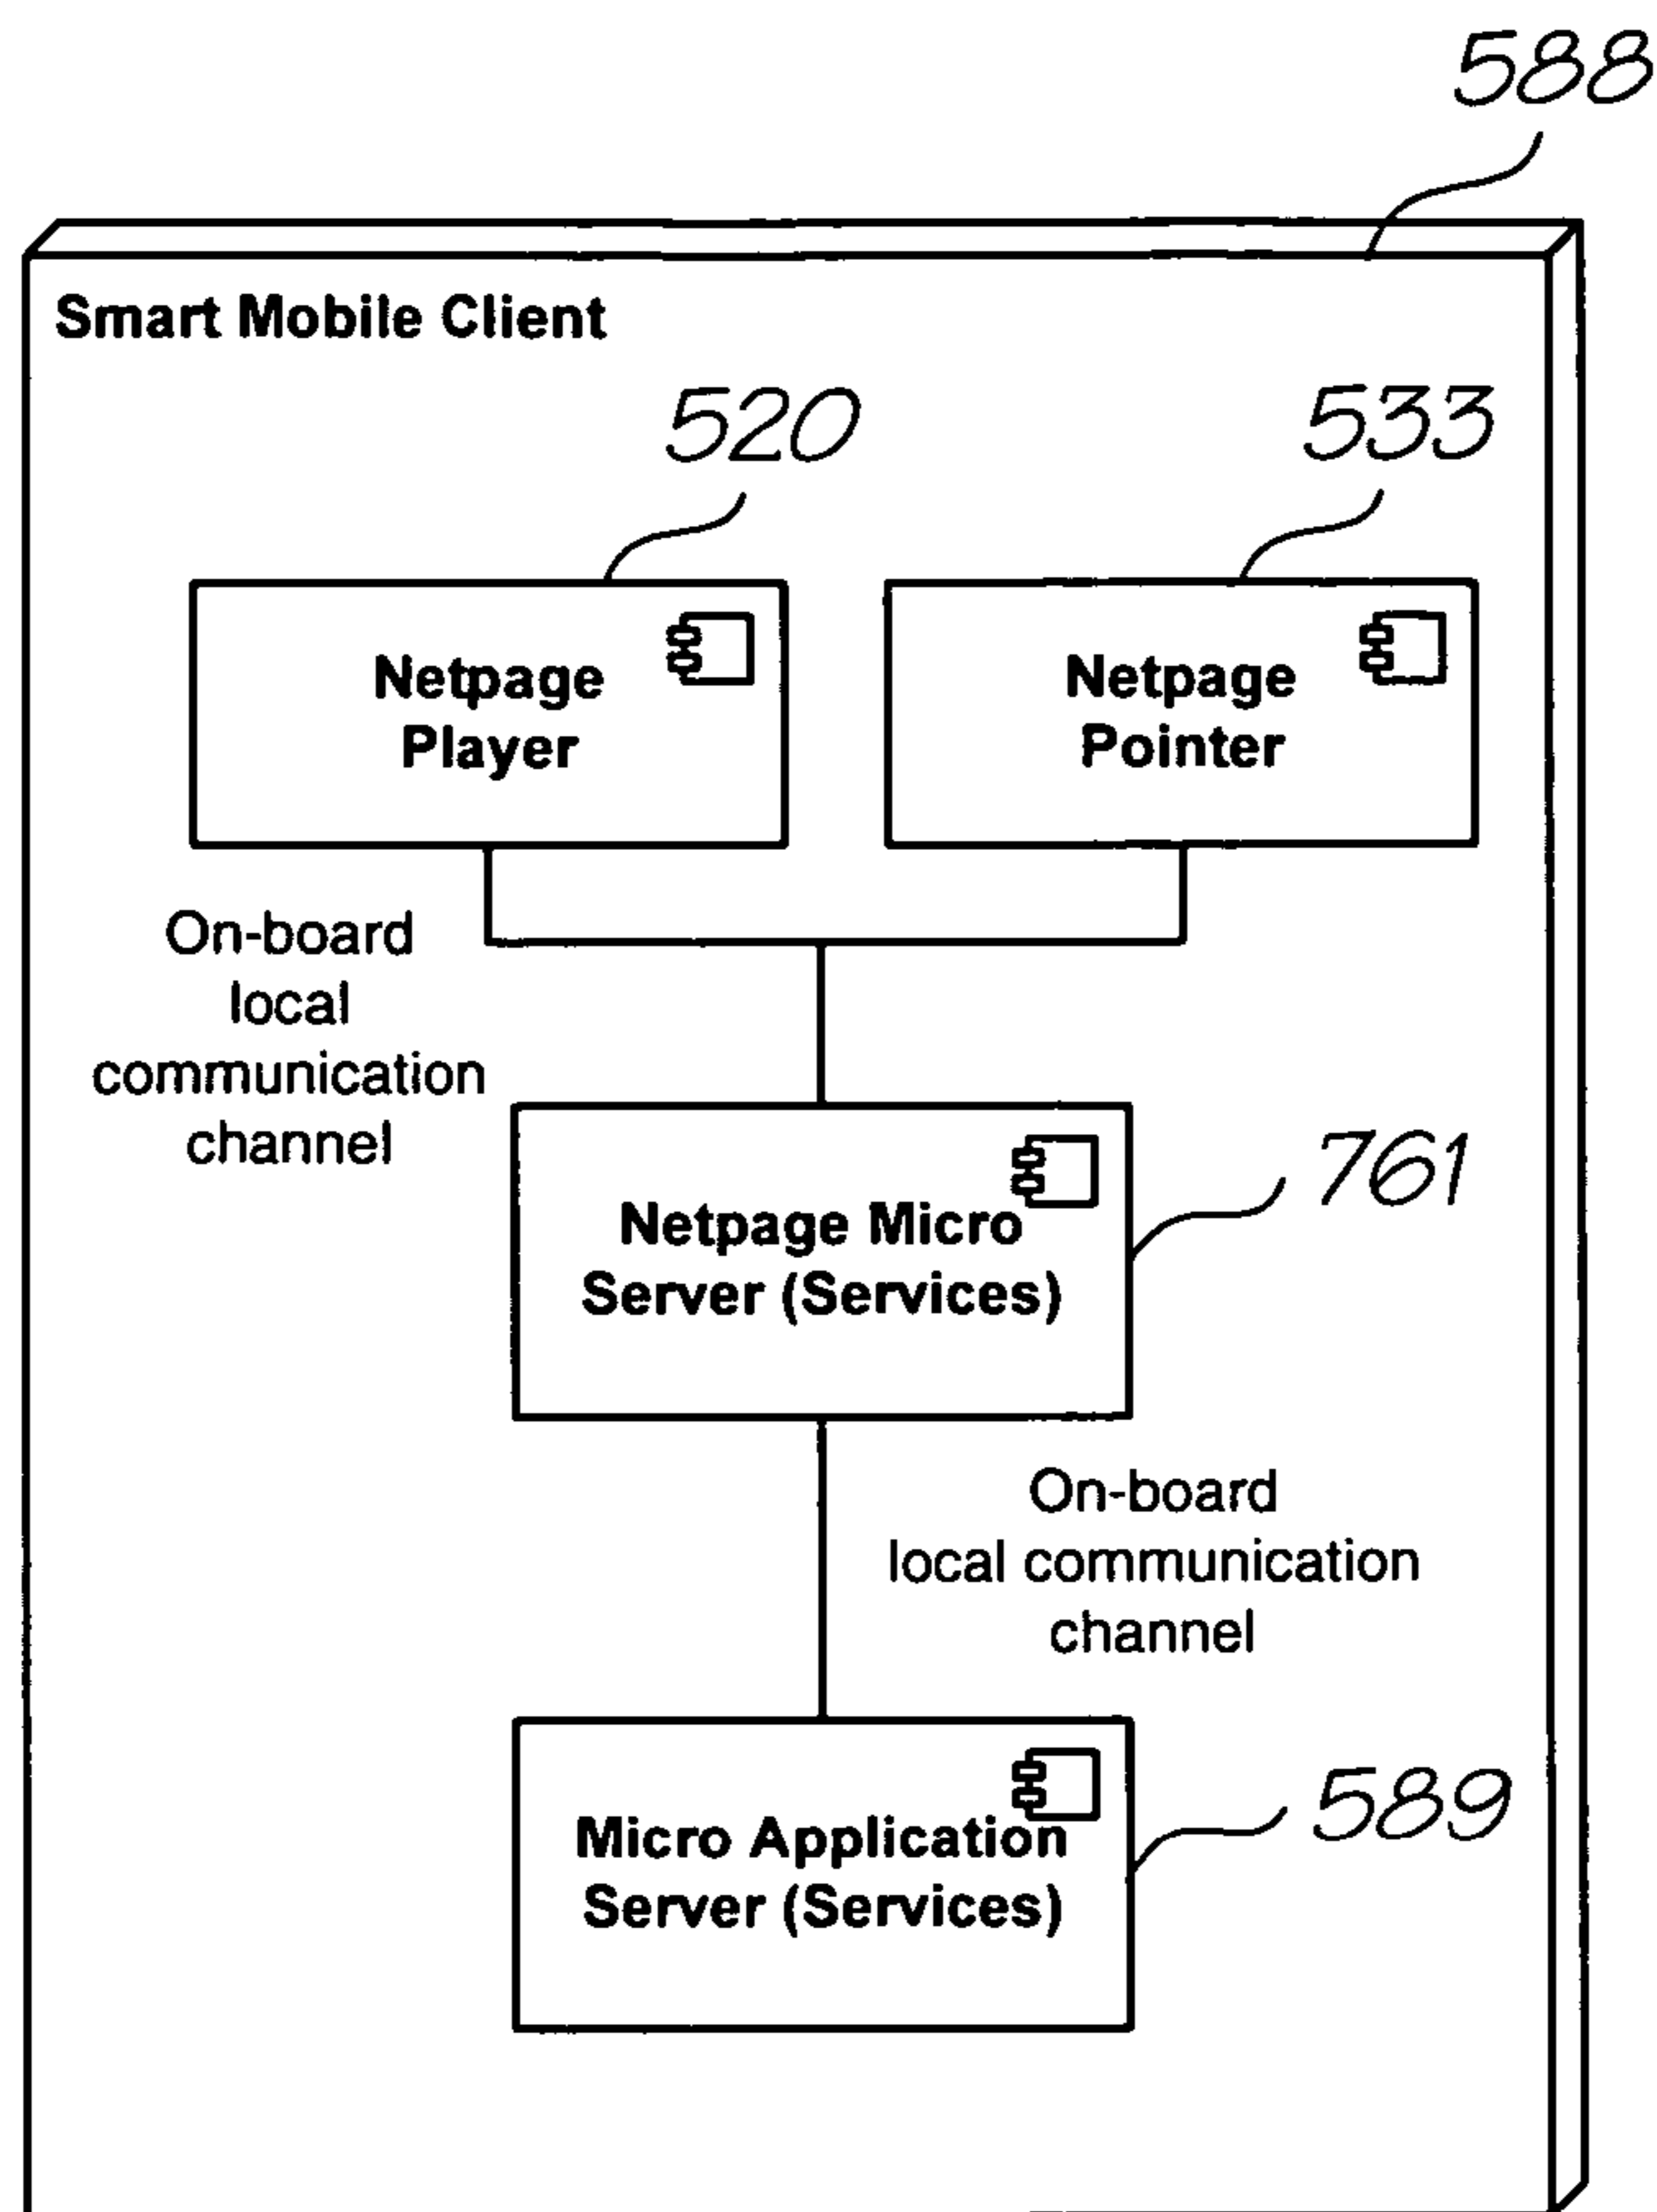 588
Smart Mobile Client
520
533
Netpage
Player
Netpage
Pointer
On-board
local
communication
channel
761
Netpage Micro
Server (Services)
On-board
local communication
channel
589
Micro Application
Server (Services)